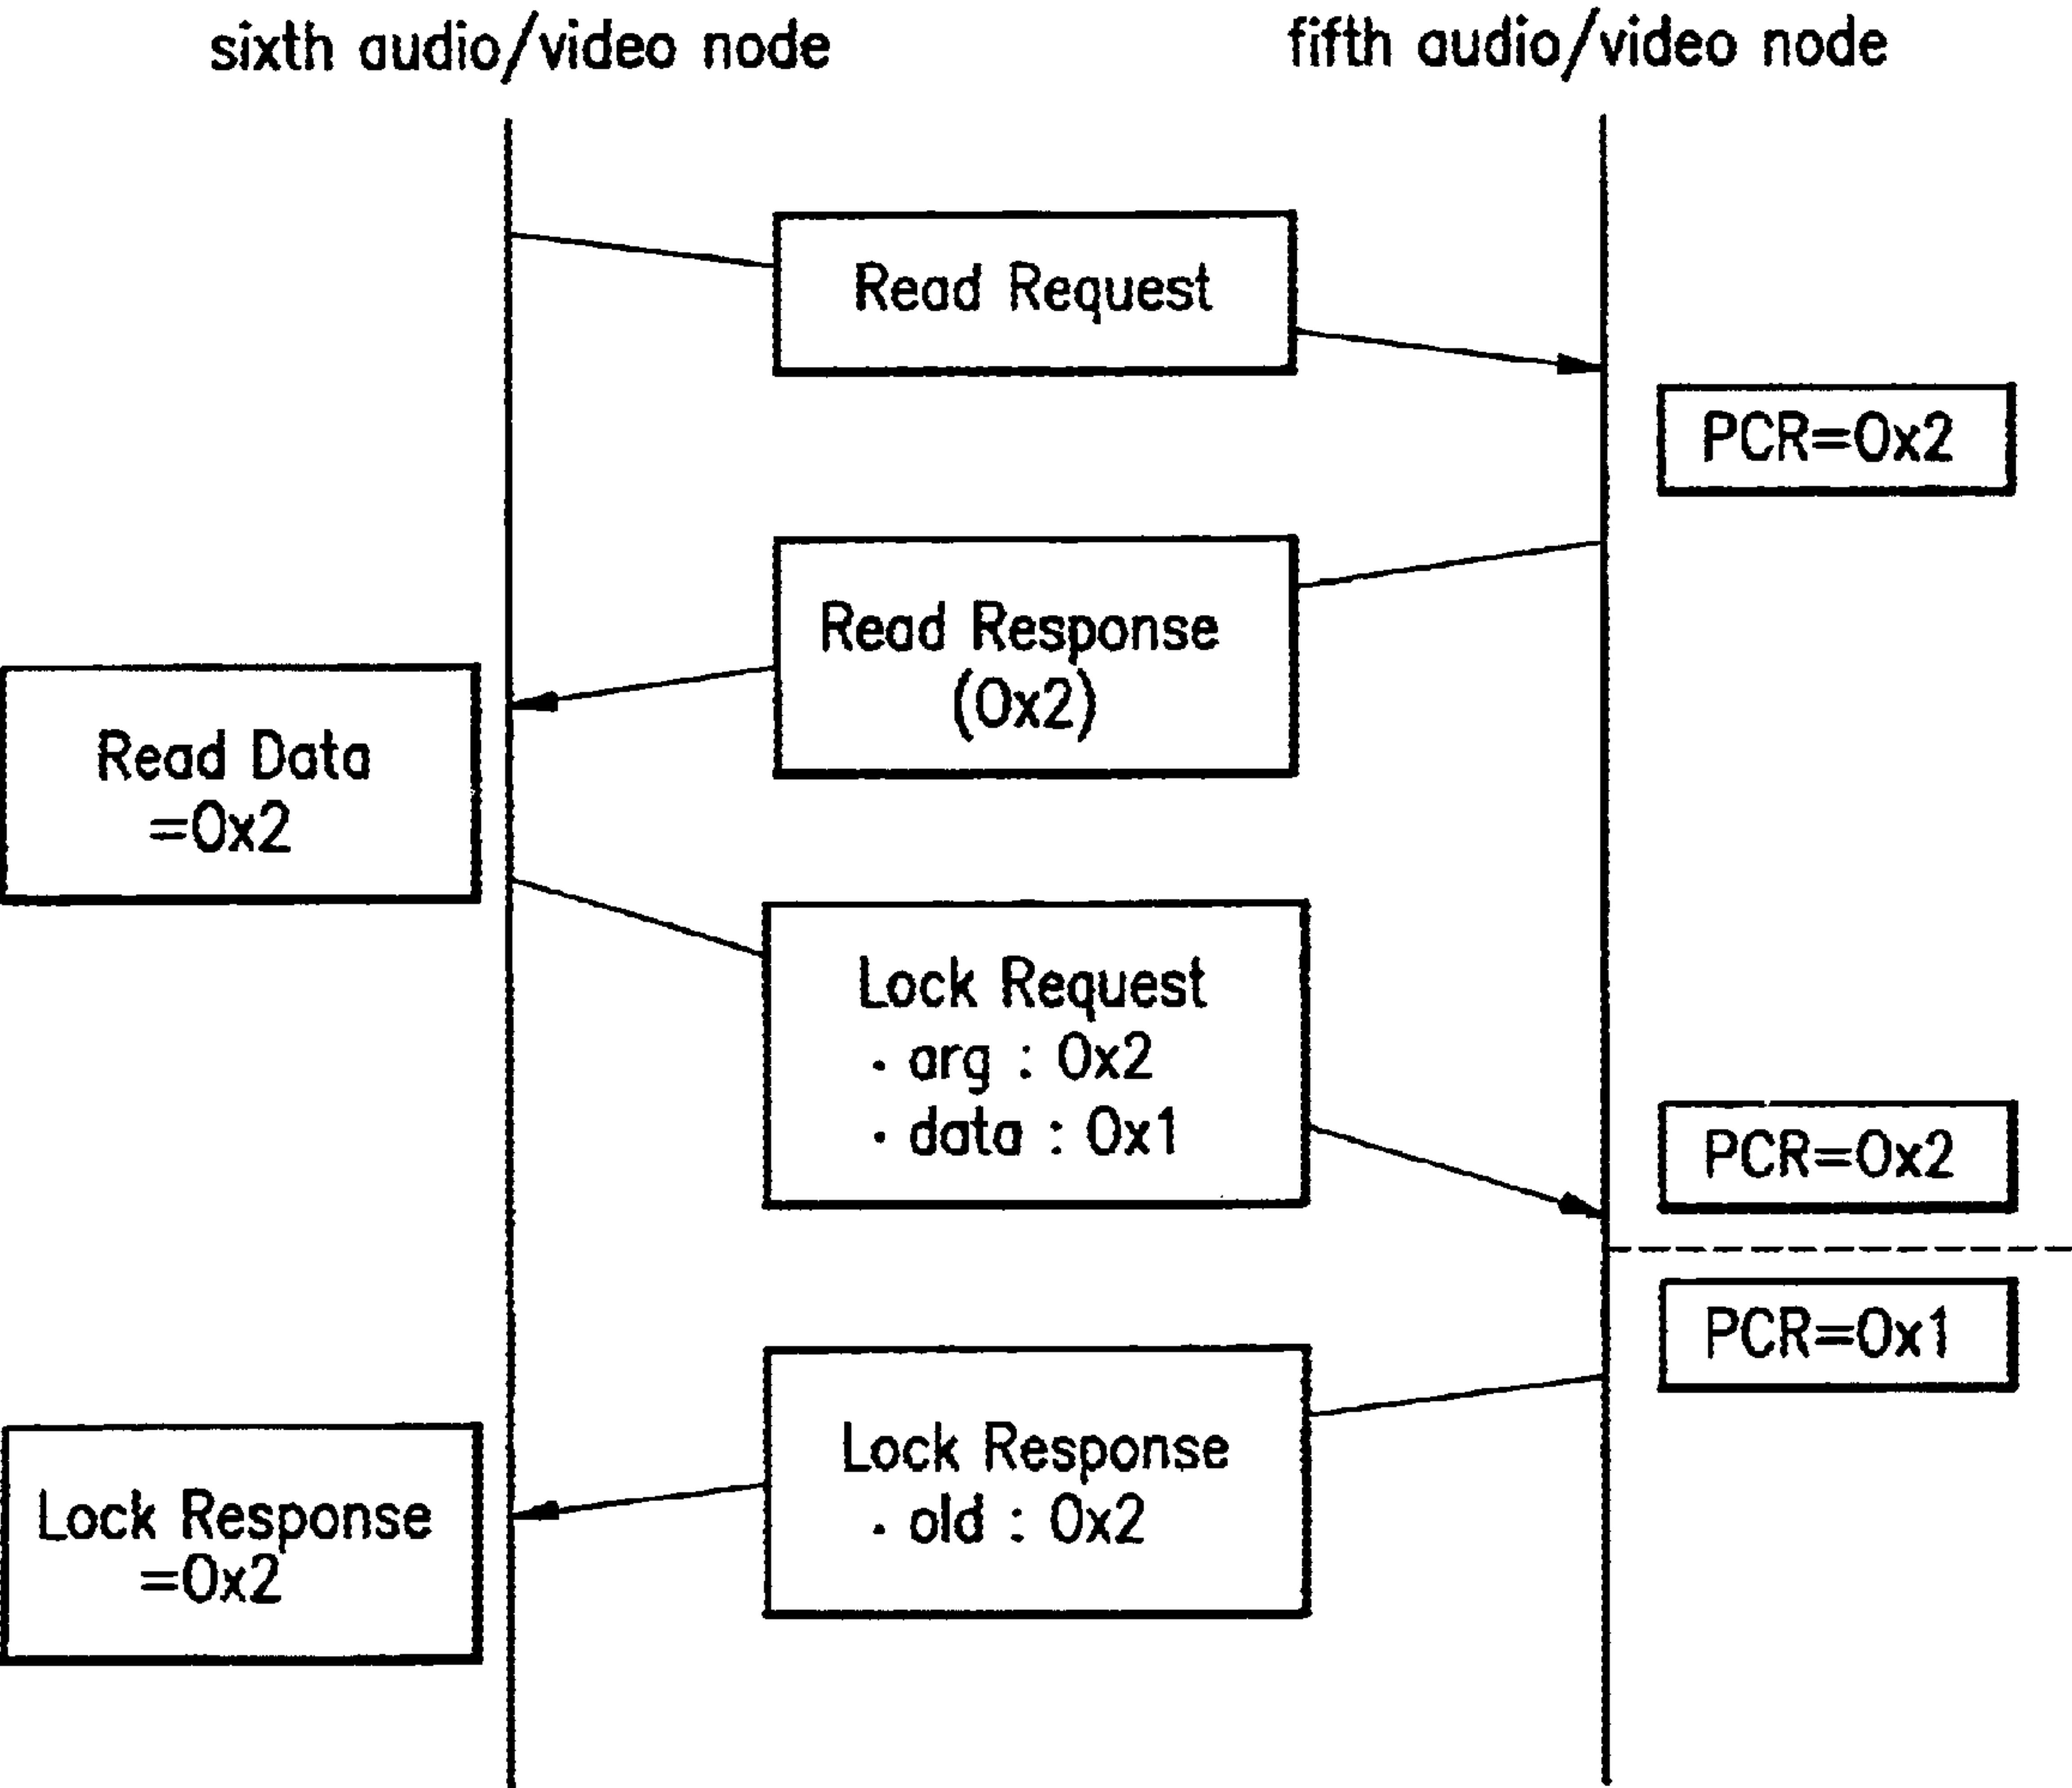 sixth audio/video node
fifth audio/video node
Read Request
PCR=0x2
Read Response
(0x2)
Read Data
=0x2
Lock Request
· arg : 0x2
· data : 0x1
PCR=0x2
PCR=0x1
Lock Response
· old : 0x2
Lock Response
=0x2